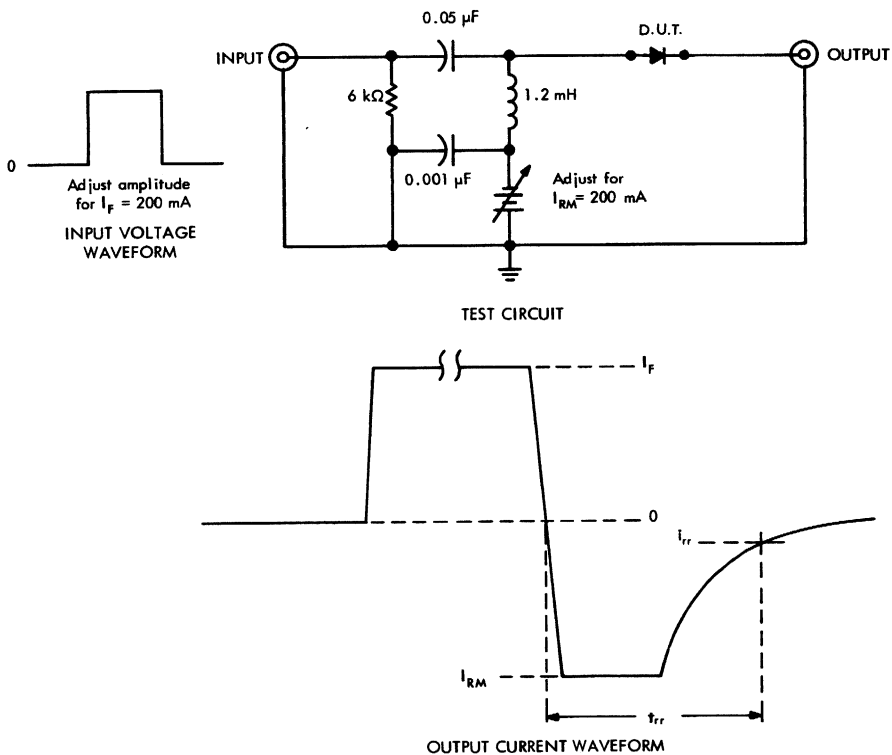 0.05 µF
D.U.T.
INPUT
OUTPUT
6 kΩ
1.2 mH
0
0.001 µF
Adjust amplitude
for I_F = 200 mA
Adjust for
I_RM = 200 mA
INPUT VOLTAGE
WAVEFORM
TEST CIRCUIT
I_F
0
i_rr
I_RM
t_rr
OUTPUT CURRENT WAVEFORM